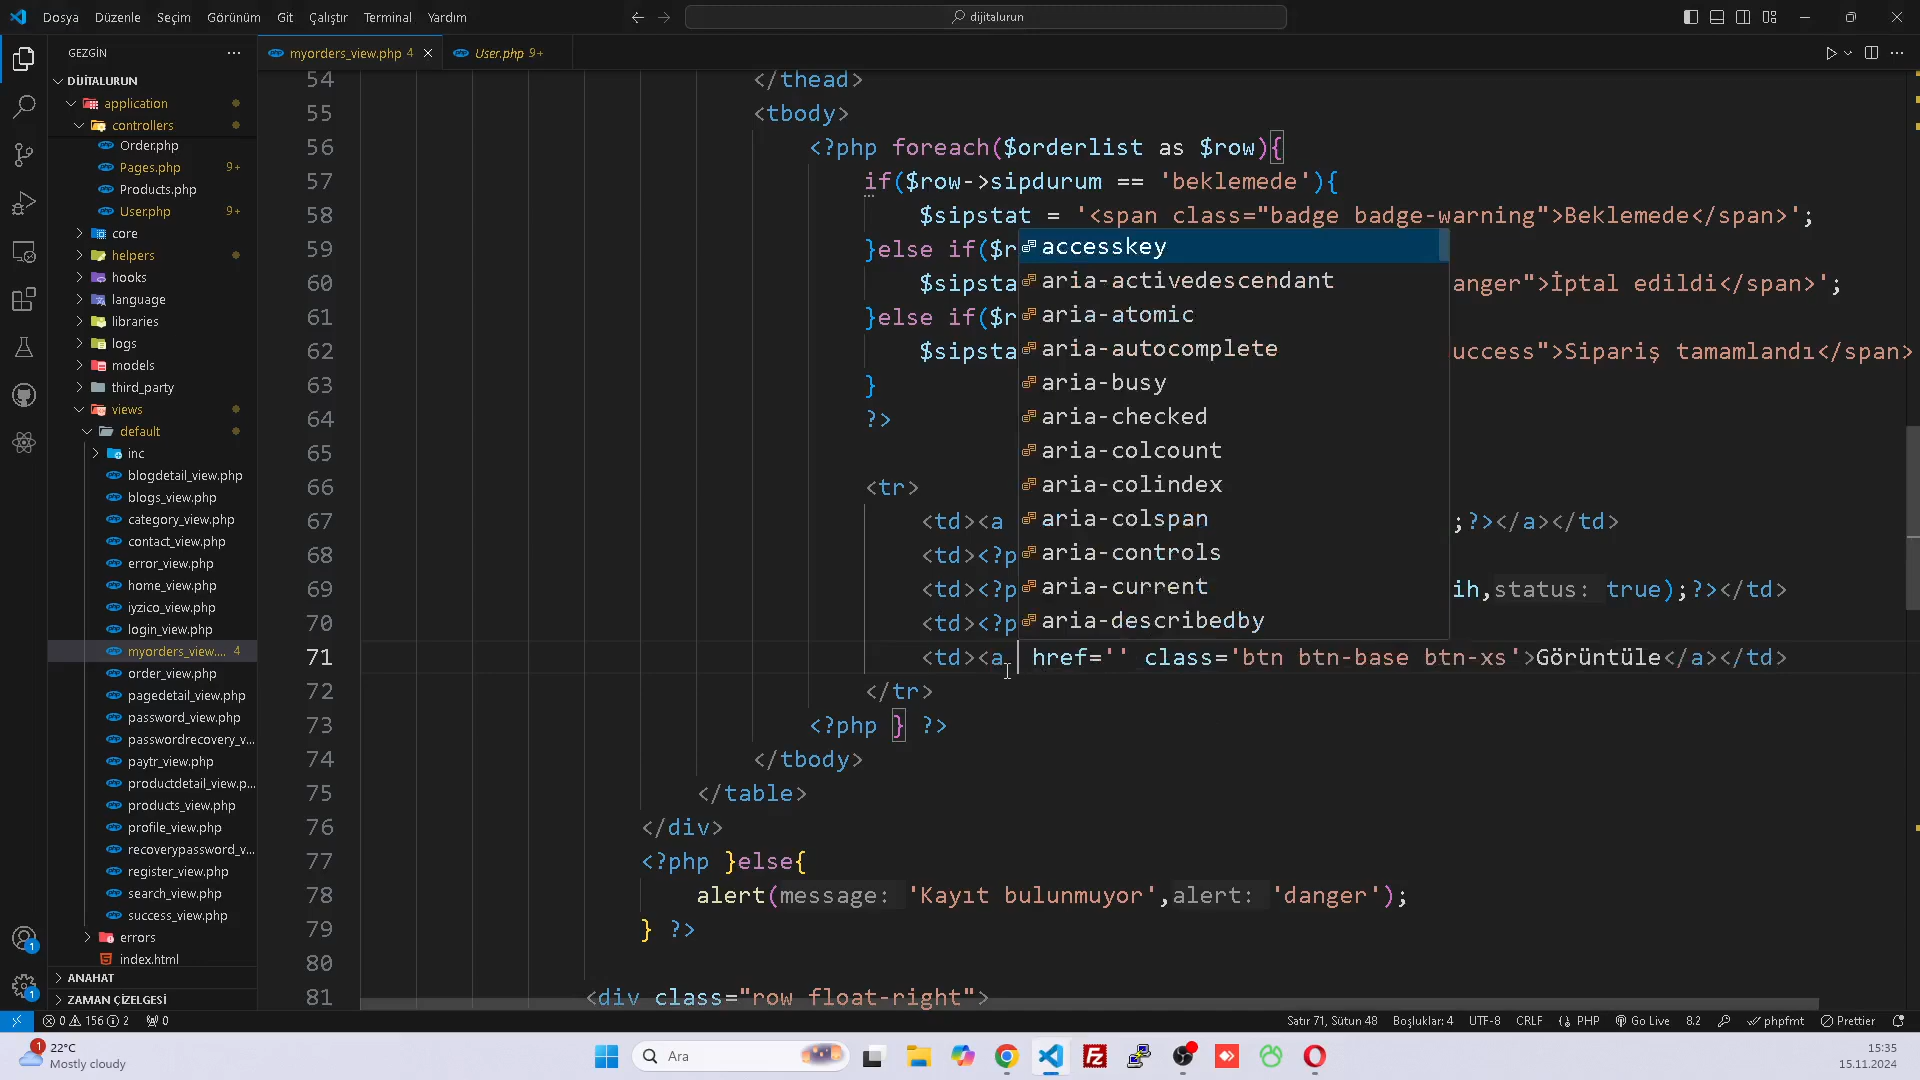 Dosya Düzenle Seçim Görünüm Git Çalıştır Terminal Yardım
dijitalurun
GEZGİN
myorders_view.php 4
User.php 9+
DİJİTALURUN
application
controllers
Order.php
Pages.php 9+
Products.php
User.php 9+
core
helpers
hooks
language
libraries
logs
models
third_party
views
default
inc
blogdetail_view.php
blogs_view.php
category_view.php
contact_view.php
error_view.php
home_view.php
iyzico_view.php
login_view.php
myorders_view.... 4
order_view.php
pagedetail_view.php
password_view.php
passwordrecovery_v...
paytr_view.php
productdetail_view.p...
products_view.php
profile_view.php
recoverypassword_v...
register_view.php
search_view.php
success_view.php
errors
index.html
ANAHAT
ZAMAN ÇİZELGESİ
54 </thead>
55 <tbody>
56 <?php foreach($orderlist as $row){
57 if($row->sipdurum == 'beklemede'){
58 $sipstat = '<span class="badge badge-warning">Beklemede</span>';
59 }else if($r
60 $sipsta anger">İptal edildi</span>';
61 }else if($r
62 $sipsta uccess">Sipariş tamamlandı</span>
63 }
64 ?>
65
66 <tr>
67 <td><a ;?></a></td>
68 <td><?p
69 <td><?p ih,status: true);?></td>
70 <td><?p
71 <td><a href='' class='btn btn-base btn-xs'>Görüntüle</a></td>
72 </tr>
73 <?php } ?>
74 </tbody>
75 </table>
76 </div>
77 <?php }else{
78 alert(message: 'Kayıt bulunmuyor',alert: 'danger');
79 } ?>
80
81 <div class="row float-right">
accesskey
aria-activedescendant
aria-atomic
aria-autocomplete
aria-busy
aria-checked
aria-colcount
aria-colindex
aria-colspan
aria-controls
aria-current
aria-describedby
1
1
0 156 2 0
Satır 71, Sütun 48 Boşluklar: 4 UTF-8 CRLF PHP Go Live 8.2 phpfmt Prettier
1
22°C
Mostly cloudy
Ara
15:35
15.11.2024